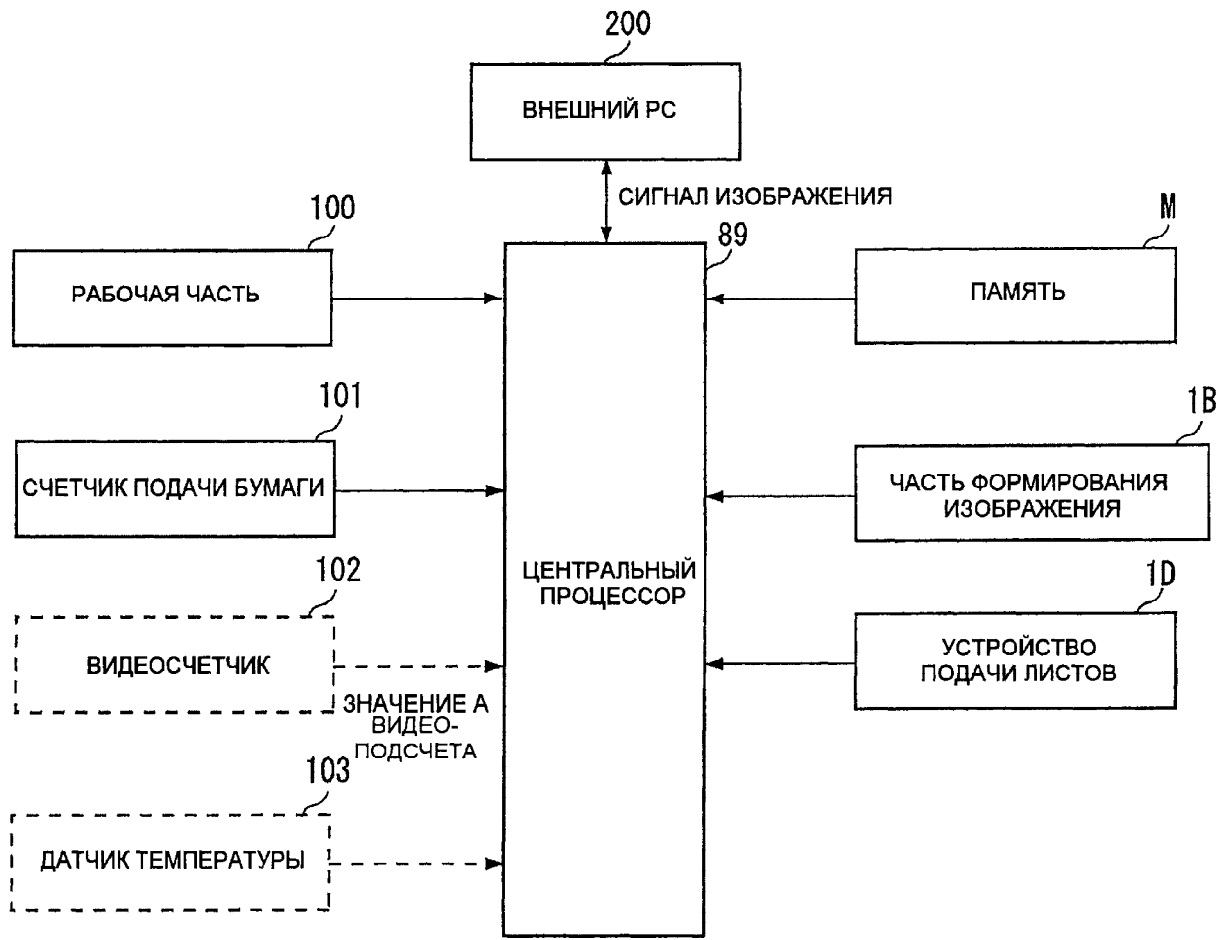 200
ВНЕШНИЙ PC
СИГНАЛ ИЗОБРАЖЕНИЯ
100
РАБОЧАЯ ЧАСТЬ
89
M
ПАМЯТЬ
101
СЧЕТЧИК ПОДАЧИ БУМАГИ
1B
ЧАСТЬ ФОРМИРОВАНИЯ
ИЗОБРАЖЕНИЯ
ЦЕНТРАЛЬНЫЙ
ПРОЦЕССОР
102
ВИДЕОСЧЕТЧИК
ЗНАЧЕНИЕ А
ВИДЕО-
ПОДСЧЕТА
1D
УСТРОЙСТВО
ПОДАЧИ ЛИСТОВ
103
ДАТЧИК ТЕМПЕРАТУРЫ